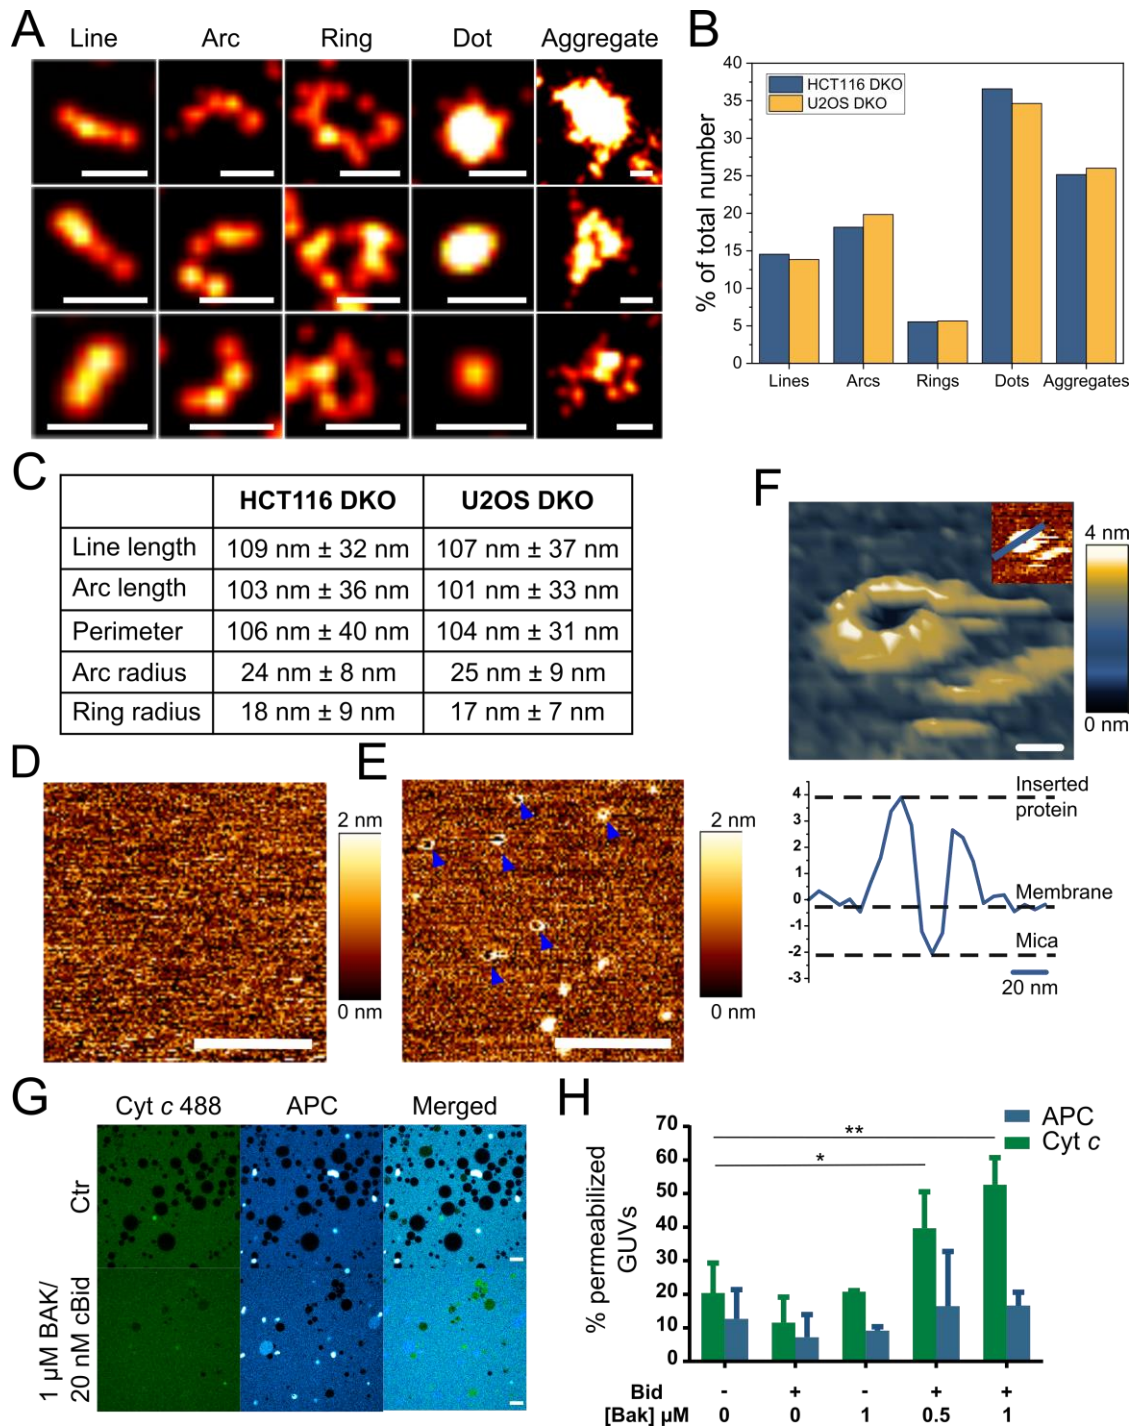 A
Line Arc Ring Dot Aggregate
B
40
35
30
25
20
15
10
5
0
% of total number
HCT116 DKO
U2OS DKO
Lines Arcs Rings Dots Aggregates
C
HCT116 DKO U2OS DKO
Line length 109 nm ± 32 nm 107 nm ± 37 nm
Arc length 103 nm ± 36 nm 101 nm ± 33 nm
Perimeter 106 nm ± 40 nm 104 nm ± 31 nm
Arc radius 24 nm ± 8 nm 25 nm ± 9 nm
Ring radius 18 nm ± 9 nm 17 nm ± 7 nm
D
2 nm
0 nm
E
2 nm
0 nm
F
4 nm
0 nm
4
3
2
1
0
-1
-2
-3
Inserted
protein
Membrane
Mica
20 nm
G
Cyt c 488 APC Merged
Ctr
1 µM BAK/
20 nM cBid
H
70
60
50
40
30
20
10
0
% permeabilized
GUVs
APC
Cyt c
**
*
Bid - + - + +
[Bak] µM 0 0 1 0.5 1